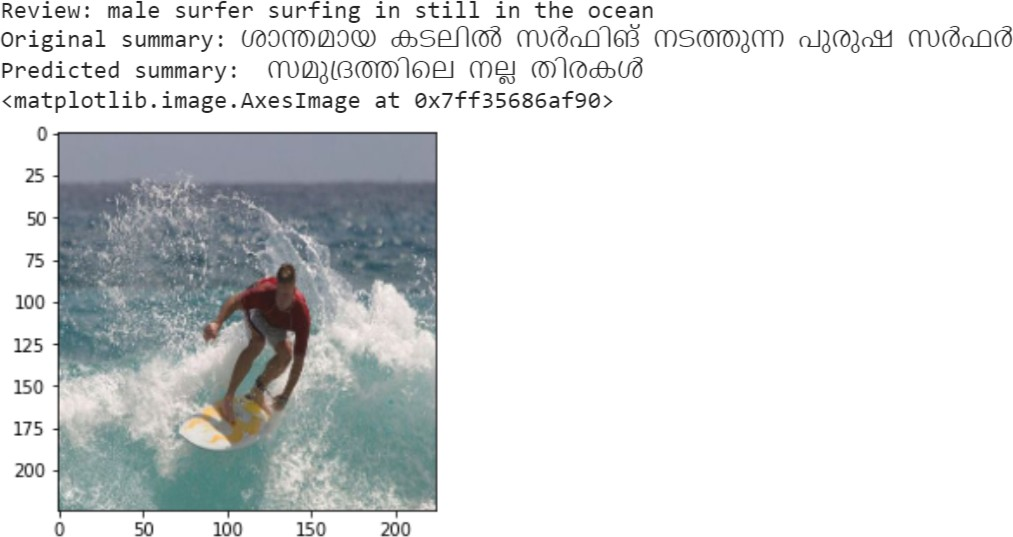 Review: male surfer surfing in still in the ocean
Original summary: ശാന്തമായ കടലിൽ സർഫിങ് നടത്തുന്ന പുരുഷ സർഫർ
Predicted summary: സമുദ്രത്തിലെ നല്ല തിരകൾ
<matplotlib.image.AxesImage at 0x7ff35686af90>
0
25
50
75
100
125
150
175
200
0 50 100 150 200